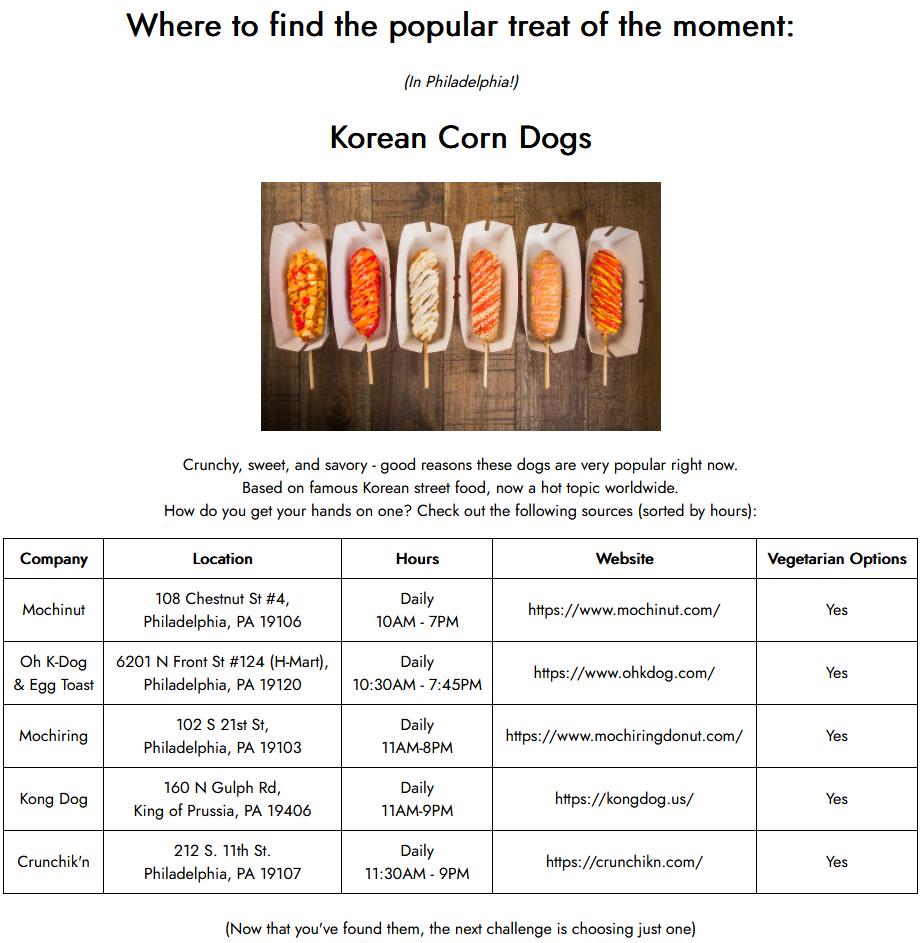 Where to find the popular treat of the moment:
(In Philadelphia!)
Korean Corn Dogs
Crunchy, sweet, and savory - good reasons these dogs are very popular right now.
Based on famous Korean street food, now a hot topic worldwide.
How do you get your hands on one? Check out the following sources (sorted by hours):
Company Location Hours Website Vegetarian Options
Mochinut
108 Chestnut St #4,
Philadelphia, PA 19106
Daily
10AM - 7PM
https://www.mochinut.com/
Yes
Oh K-Dog
& Egg Toast
6201 N Front St #124 (H-Mart),
Philadelphia, PA 19120
Daily
10:30AM - 7:45PM
https://www.ohkdog.com/
Yes
Mochiring
102 S 21st St,
Philadelphia, PA 19103
Daily
11AM-8PM
https://www.mochiringdonut.com/
Yes
Kong Dog
160 N Gulph Rd,
King of Prussia, PA 19406
Daily
11AM-9PM
https://kongdog.us/
Yes
Crunchik'n
212 S. 11th St.
Philadelphia, PA 19107
Daily
11:30AM - 9PM
https://crunchikn.com/
Yes
(Now that you've found them, the next challenge is choosing just one)